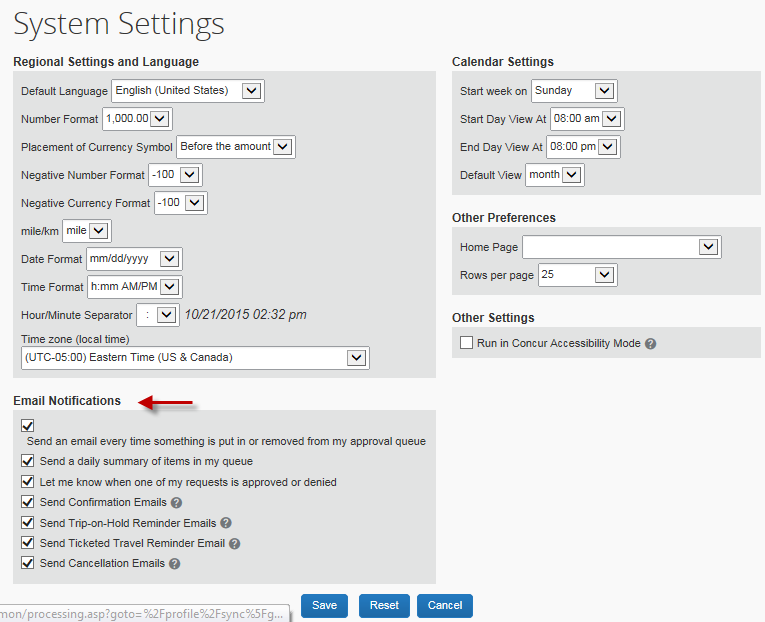 System Settings
Regional Settings and Language
Default Language English (United States)
Number Format 1,000.00
Placement of Currency Symbol Before the amount
Negative Number Format -100
Negative Currency Format -100
mile/km mile
Date Format mm/dd/yyyy
Time Format h:mm AM/PM
Hour/Minute Separator : 10/21/2015 02:32 pm
Time zone (local time)
(UTC-05:00) Eastern Time (US & Canada)
Email Notifications
Send an email every time something is put in or removed from my approval queue
Send a daily summary of items in my queue
Let me know when one of my requests is approved or denied
Send Confirmation Emails ?
Send Trip-on-Hold Reminder Emails ?
Send Ticketed Travel Reminder Email ?
Send Cancellation Emails ?
Calendar Settings
Start week on Sunday
Start Day View At 08:00 am
End Day View At 08:00 pm
Default View month
Other Preferences
Home Page
Rows per page 25
Other Settings
Run in Concur Accessibility Mode ?
Save Reset Cancel
mon/processing.asp?goto=%2Fprofile%2Fsync%5Fg...